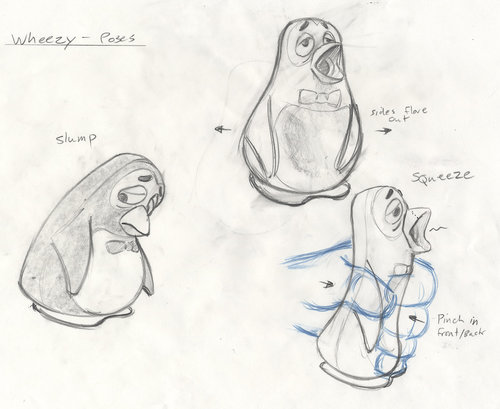 Wheezy - Poses
sides flare
out
Slump
Squeeze
Pinch in
front/back